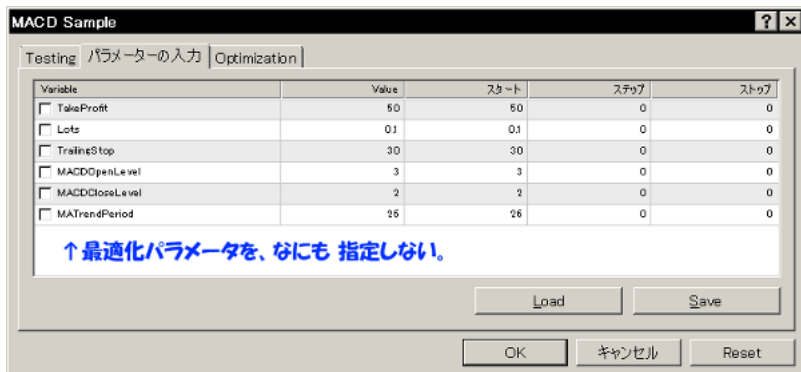 MACD Sample
Testing パラメーターの入力 Optimization
Variable Value スタート ステップ ストップ
TakeProfit 50 50 0 0
Lots 0.1 0.1 0 0
TrailingStop 30 30 0 0
MACDOpenLevel 3 3 0 0
MACDCloseLevel 2 2 0 0
MATrendPeriod 26 26 0 0
↑最適化パラメータを、なにも 指定しない。
Load Save
OK キャンセル Reset